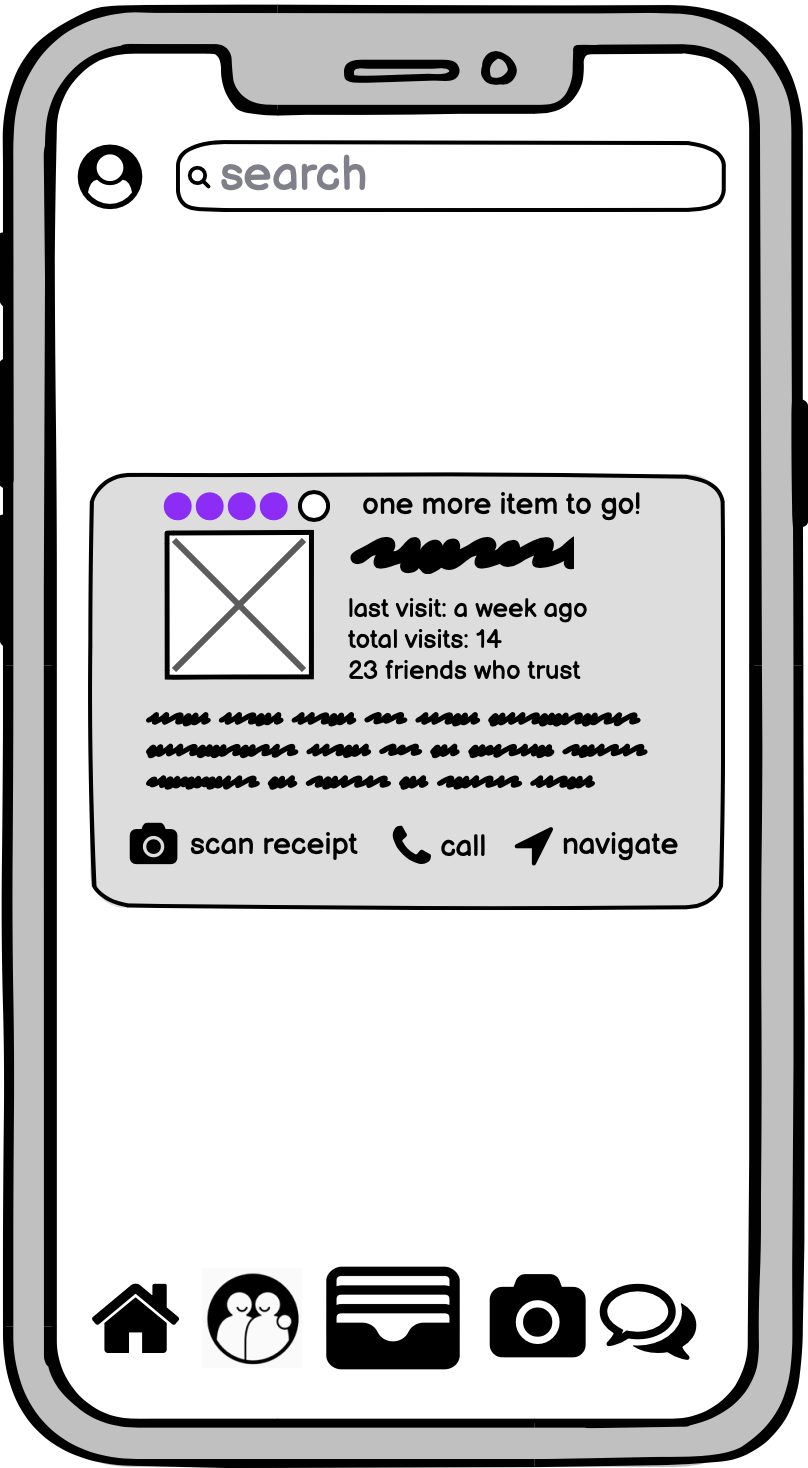 search
one more item to go!
last visit: a week ago
total visits: 14
23 friends who trust
scan receipt call navigate